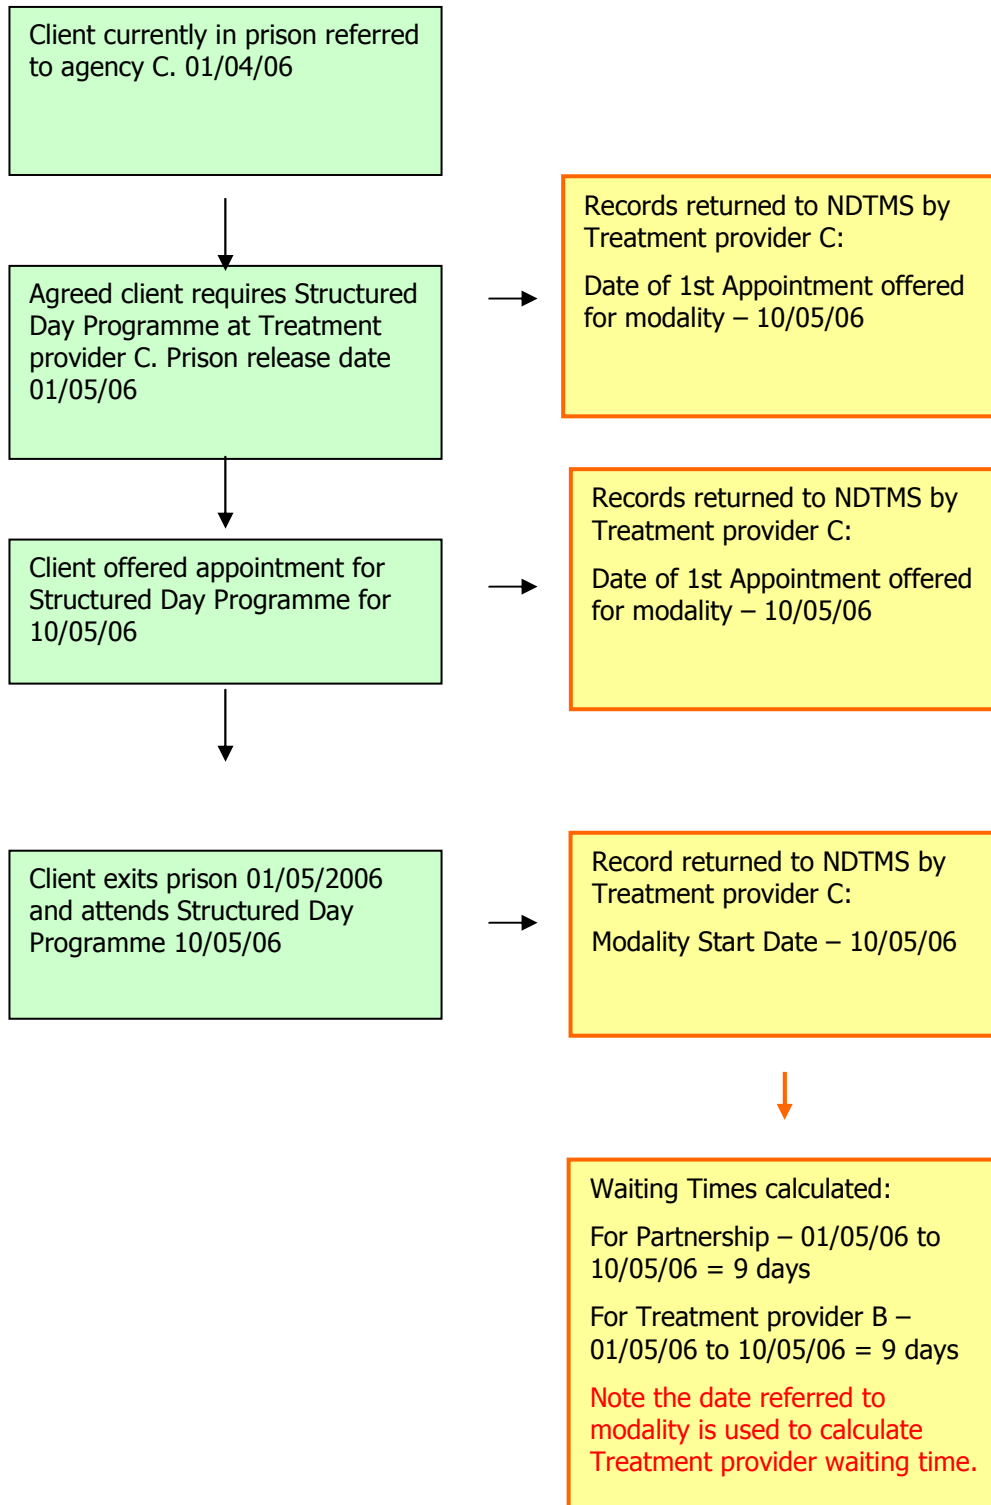 Client currently in prison referred
to agency C. 01/04/06
Records returned to NDTMS by
Treatment provider C:
Date of 1st Appointment offered
for modality – 10/05/06
Agreed client requires Structured
Day Programme at Treatment
provider C. Prison release date
01/05/06
Records returned to NDTMS by
Treatment provider C:
Date of 1st Appointment offered
for modality – 10/05/06
Client offered appointment for
Structured Day Programme for
10/05/06
Client exits prison 01/05/2006
and attends Structured Day
Programme 10/05/06
Record returned to NDTMS by
Treatment provider C:
Modality Start Date – 10/05/06
Waiting Times calculated:
For Partnership – 01/05/06 to
10/05/06 = 9 days
For Treatment provider B –
01/05/06 to 10/05/06 = 9 days
Note the date referred to
modality is used to calculate
Treatment provider waiting time.